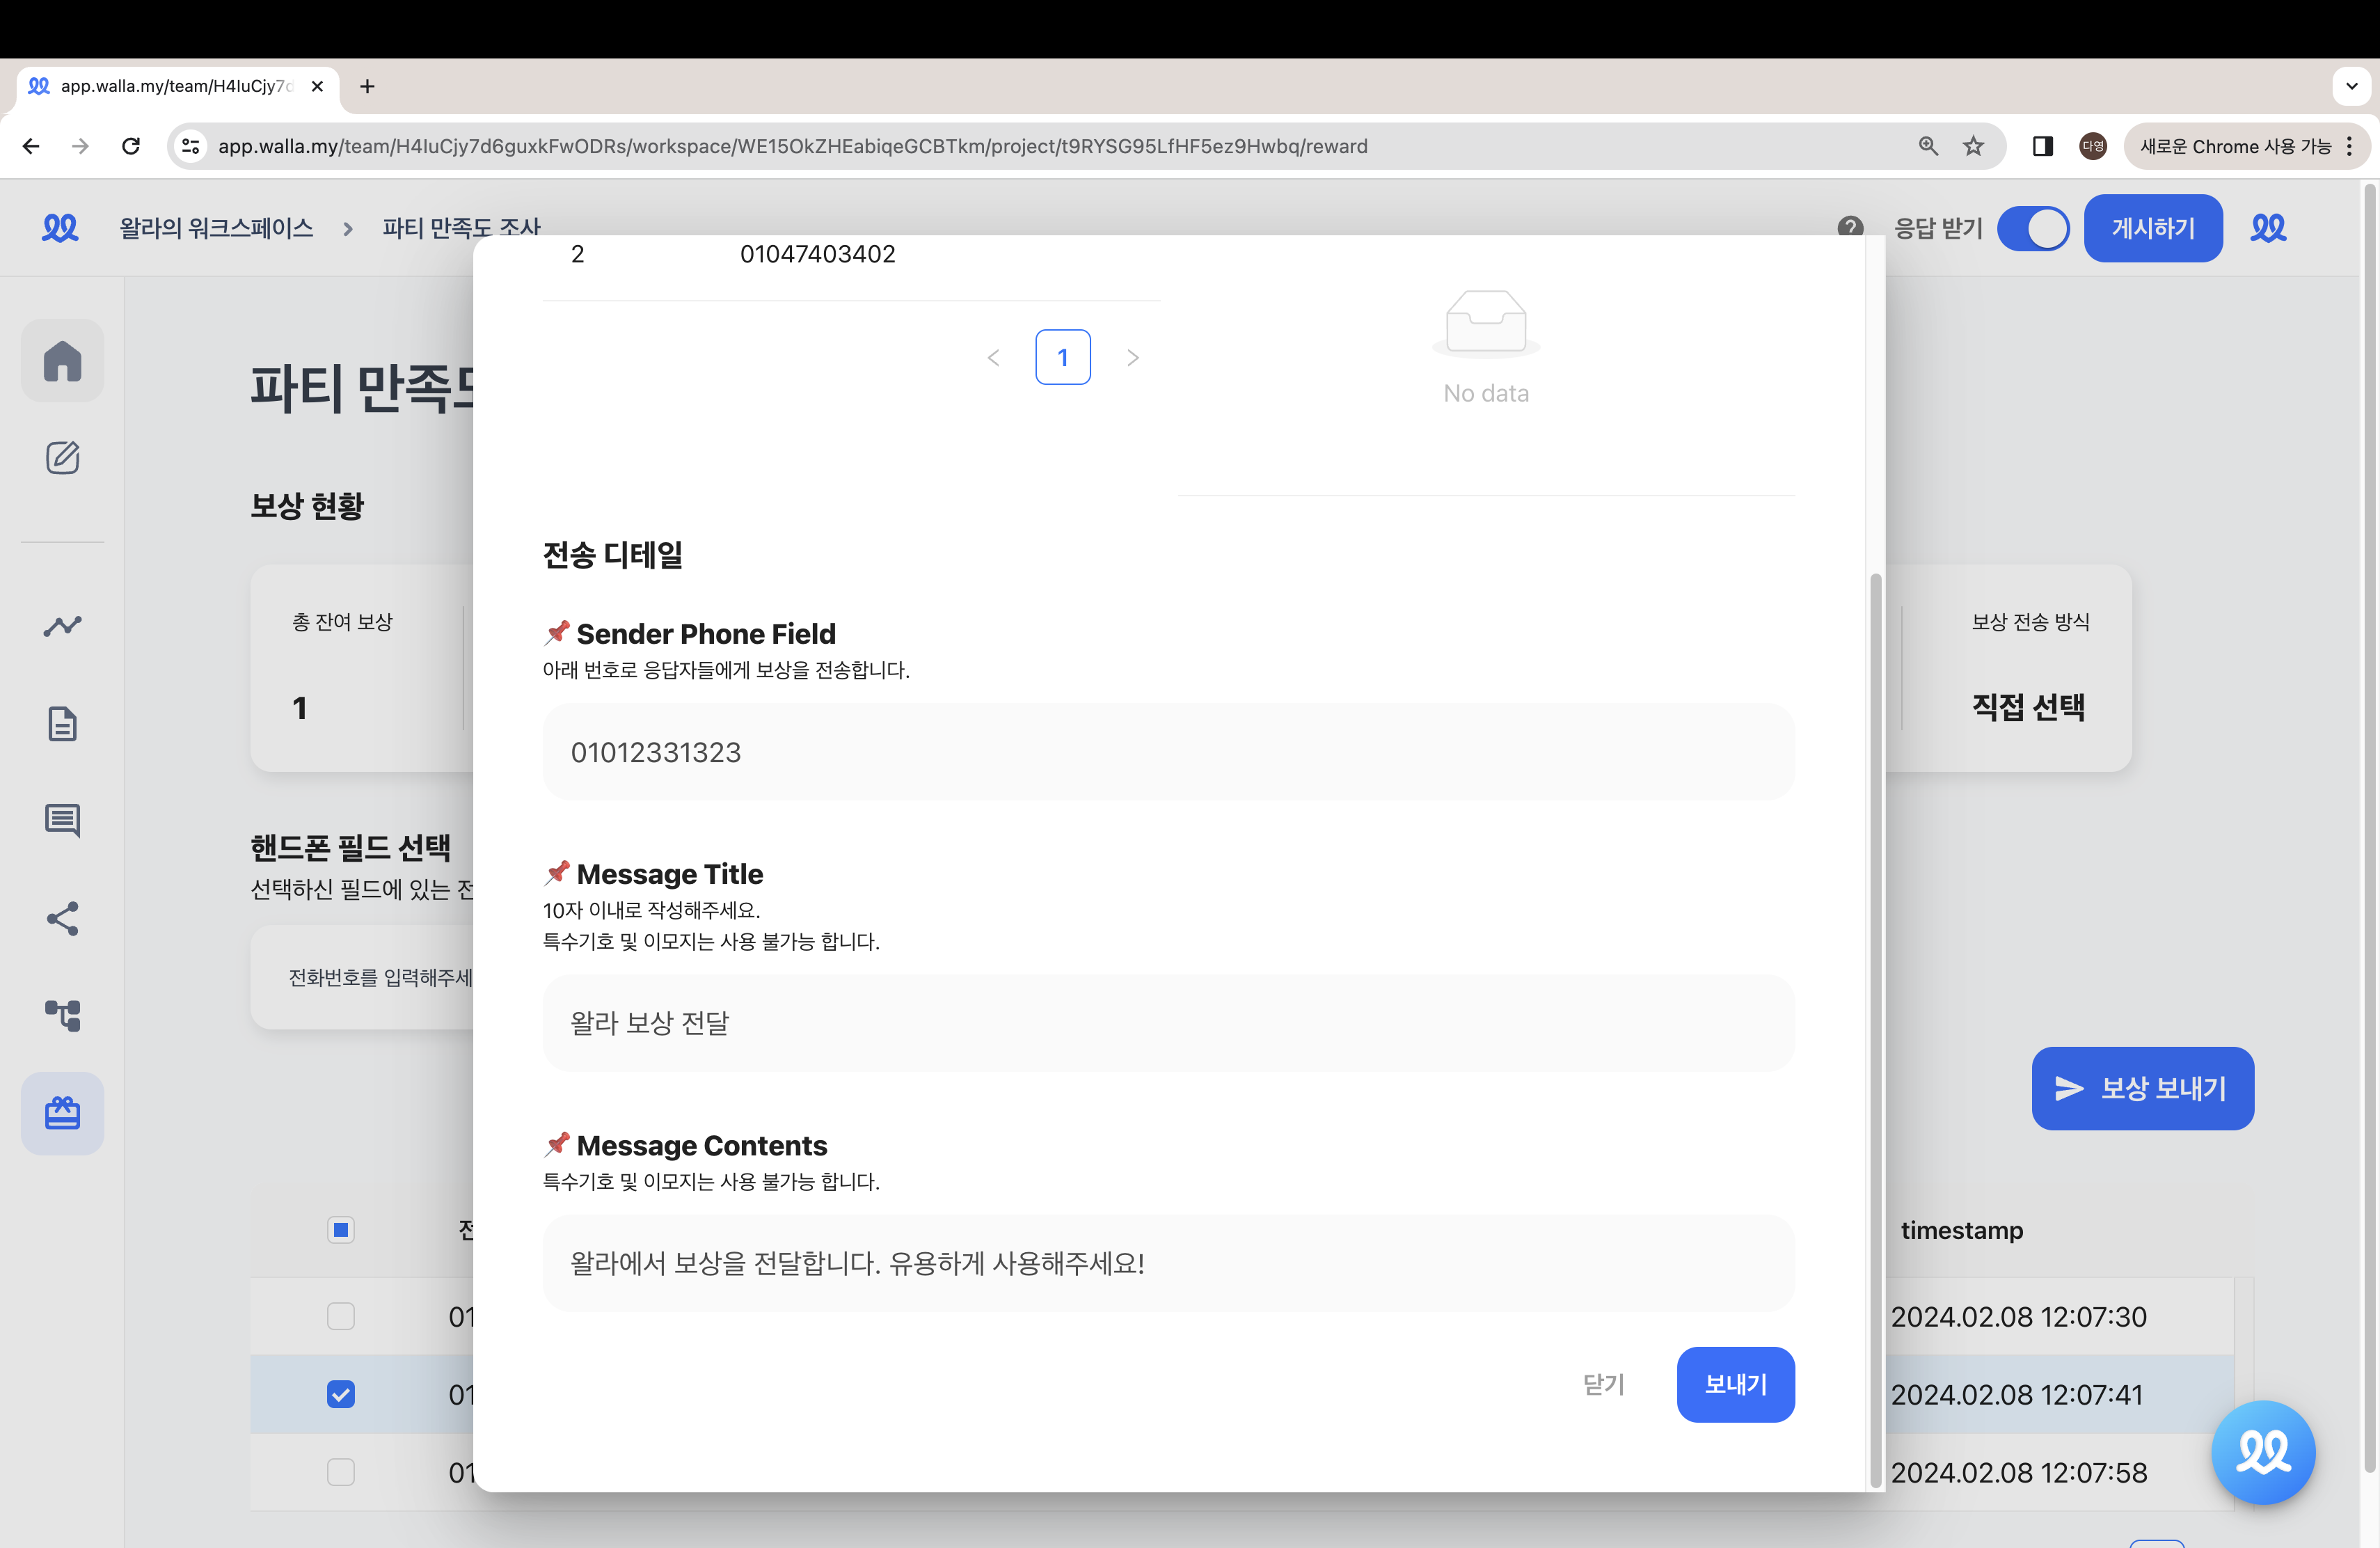 app.walla.my/team/H4IuCjy7d
app.walla.my/team/H4IuCjy7d6guxkFwODRs/workspace/WE15OkZHEabiqeGCBTkm/project/t9RYSG95LfHF5ez9Hwbq/reward
다영
새로운 Chrome 사용 가능
왈라의 워크스페이스 > 파티 만족도 조사
?
응답 받기
게시하기
2 01047403402
No data
< 1 >
파티 만족도
보상 현황
전송 디테일
총 잔여 보상
1
보상 전송 방식
직접 선택
📌 Sender Phone Field
아래 번호로 응답자들에게 보상을 전송합니다.
01012331323
핸드폰 필드 선택
선택하신 필드에 있는 전
전화번호를 입력해주세
📌 Message Title
10자 이내로 작성해주세요.
특수기호 및 이모지는 사용 불가능 합니다.
왈라 보상 전달
보상 보내기
📌 Message Contents
특수기호 및 이모지는 사용 불가능 합니다.
왈라에서 보상을 전달합니다. 유용하게 사용해주세요!
닫기
보내기
전
timestamp
01
2024.02.08 12:07:30
01
2024.02.08 12:07:41
01
2024.02.08 12:07:58